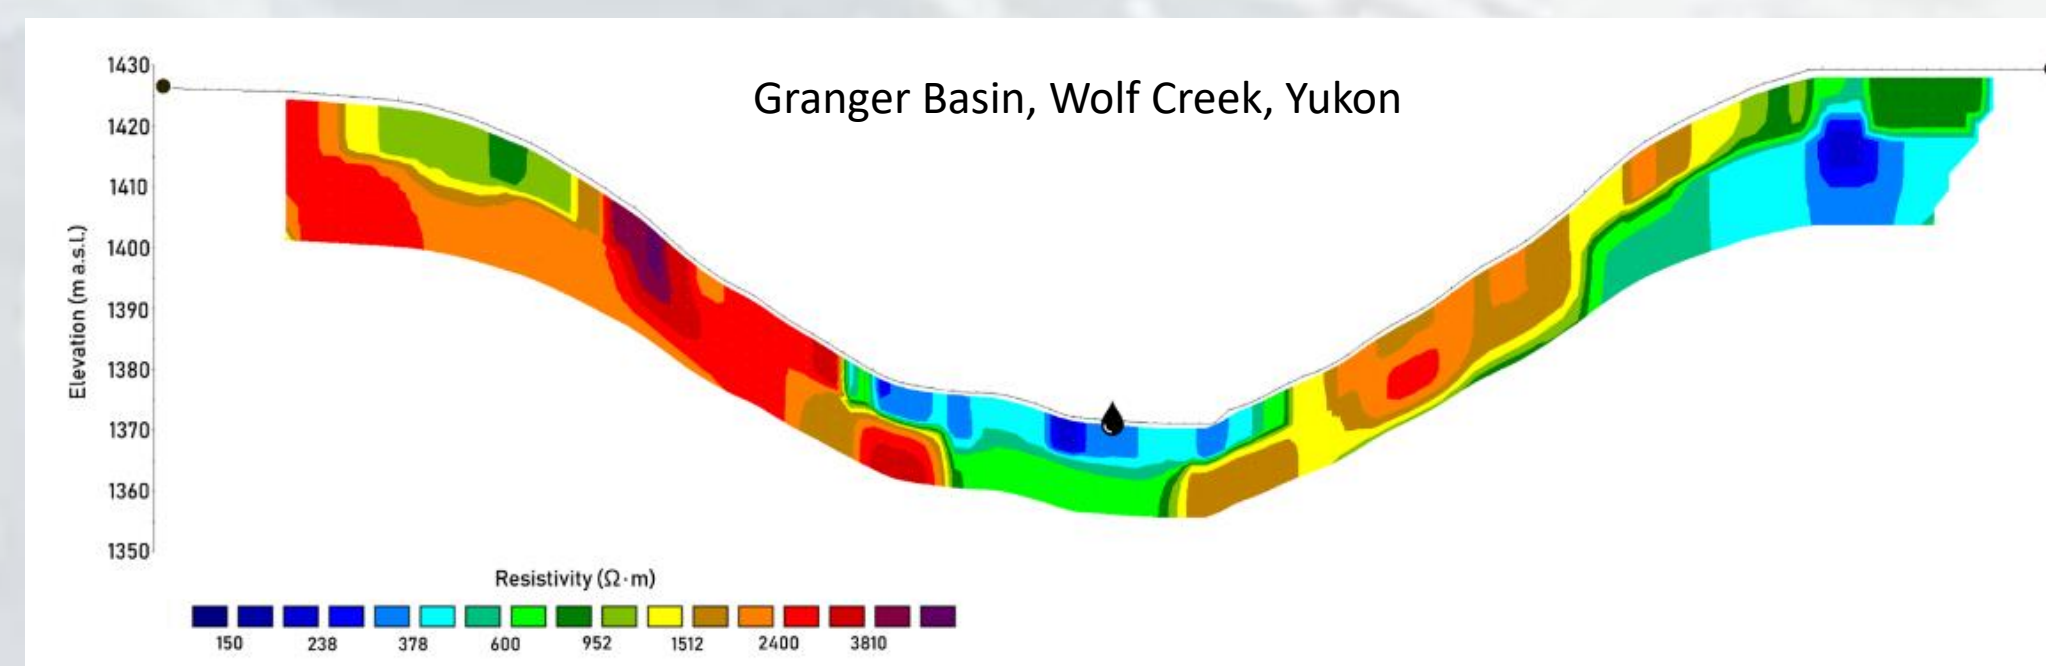 Granger Basin, Wolf Creek, Yukon
1430
1420
1410
1400
1390
1380
1370
1360
1350
Elevation (m a.s.l.)
Resistivity (Ω·m)
150 238 378 600 952 1512 2400 3810